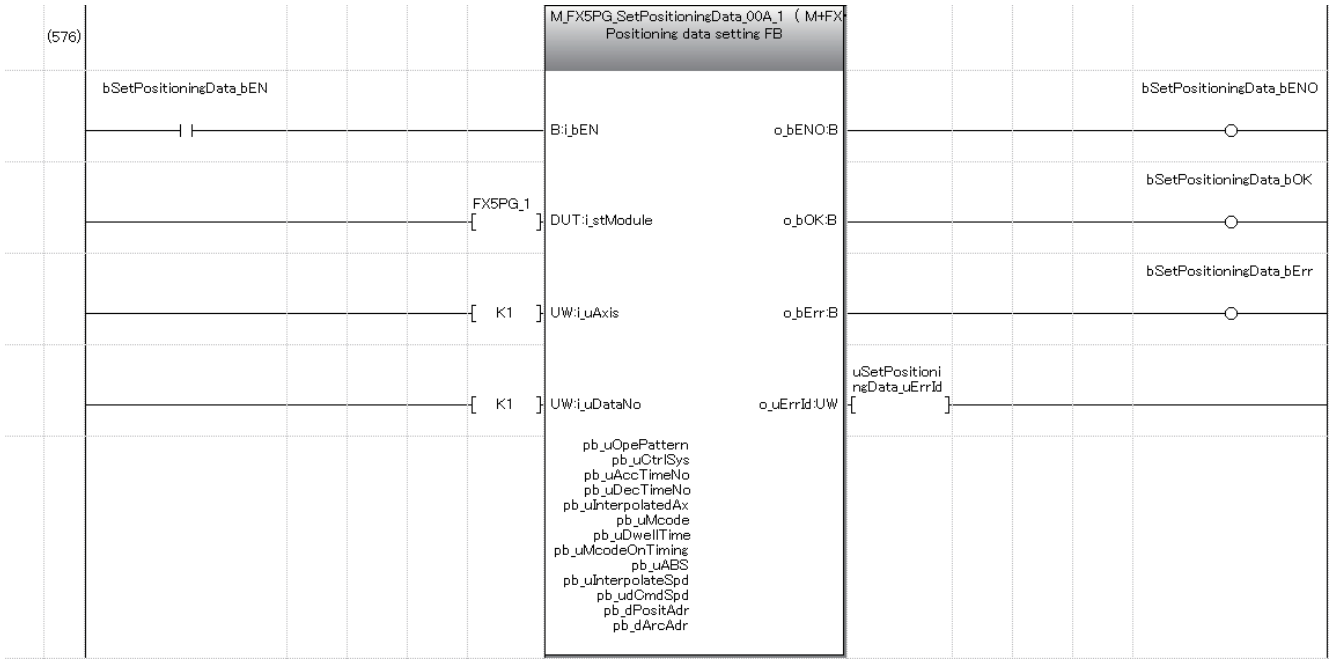 M_FX5PG_SetPositioningData_00A_1 ( M+FX
(576)
Positioning data setting FB
bSetPositioningData_bEN
bSetPositioningData_bENO
B:i_bEN
o_bENO:B
bSetPositioningData_bOK
FX5PG_1
DUT:i_stModule
o_bOK:B
bSetPositioningData_bErr
K1
UW:i_uAxis
o_bErr:B
uSetPositioni
ngData_uErrId
K1
UW:i_uDataNo
o_uErrId:UW
pb_uOpePattern
pb_uCtrlSys
pb_uAccTimeNo
pb_uDecTimeNo
pb_uInterpolatedAx
pb_uMcode
pb_uDwellTime
pb_uMcodeOnTiming
pb_uABS
pb_uInterpolateSpd
pb_udCmdSpd
pb_dPositAdr
pb_dArcAdr